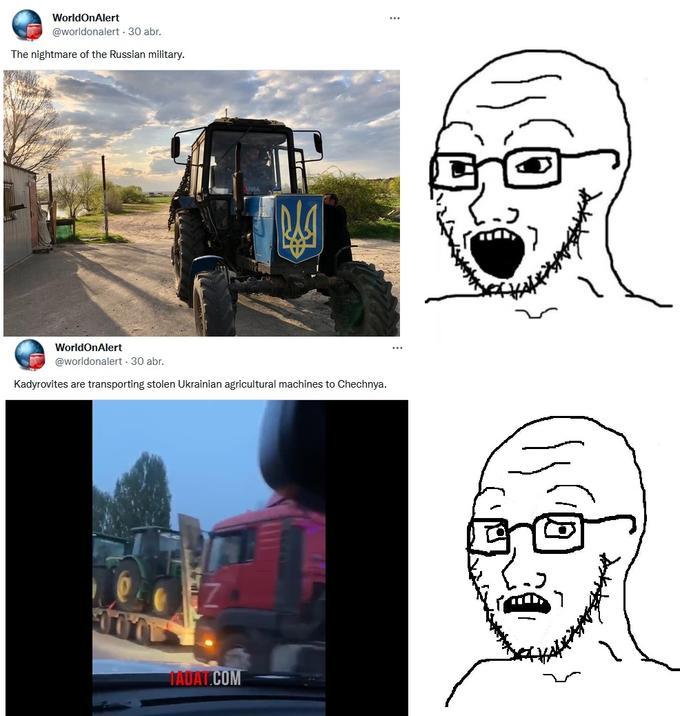 WorldOnAlert
@worldonalert · 30 abr.
The nightmare of the Russian military.
WorldOnAlert
@worldonalert · 30 abr.
Kadyrovites are transporting stolen Ukrainian agricultural machines to Chechnya.
Z
1ADAT.COM